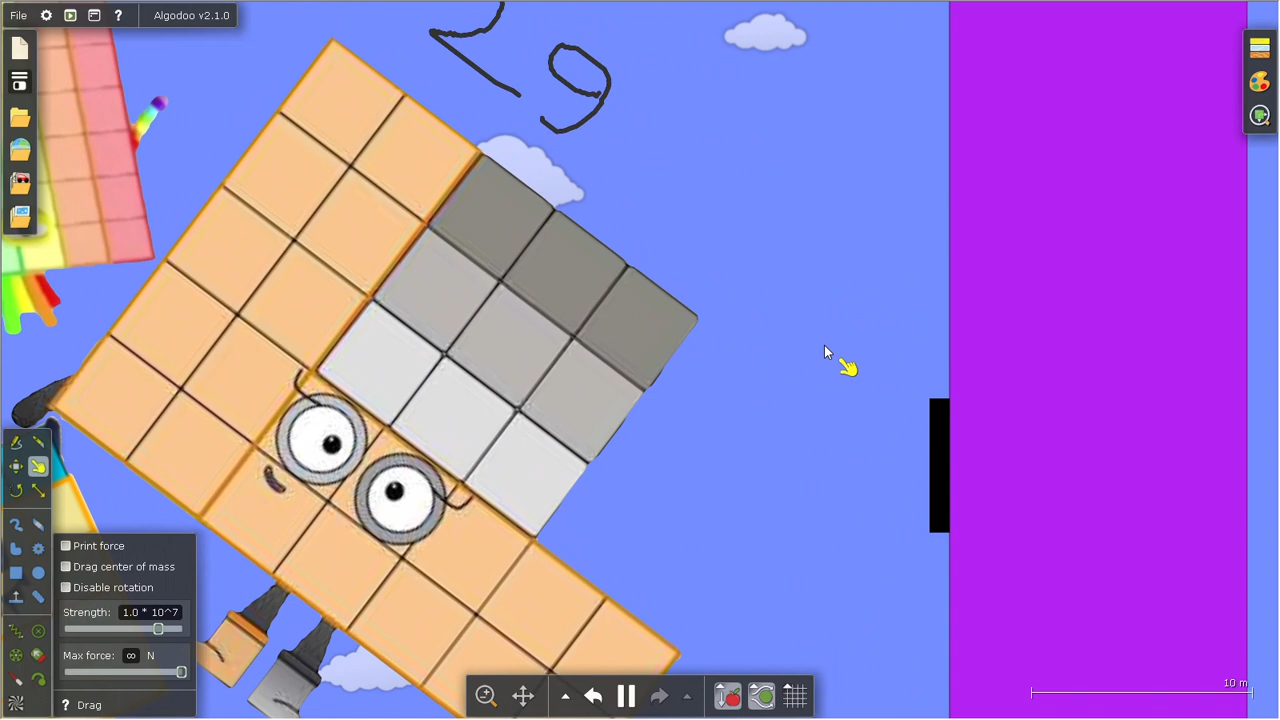 File
Algodoo v2.1.0
29
Print force
Drag center of mass
Disable rotation
Strength: 1.0 * 10^7
Max force: ∞ N
? Drag
10 m